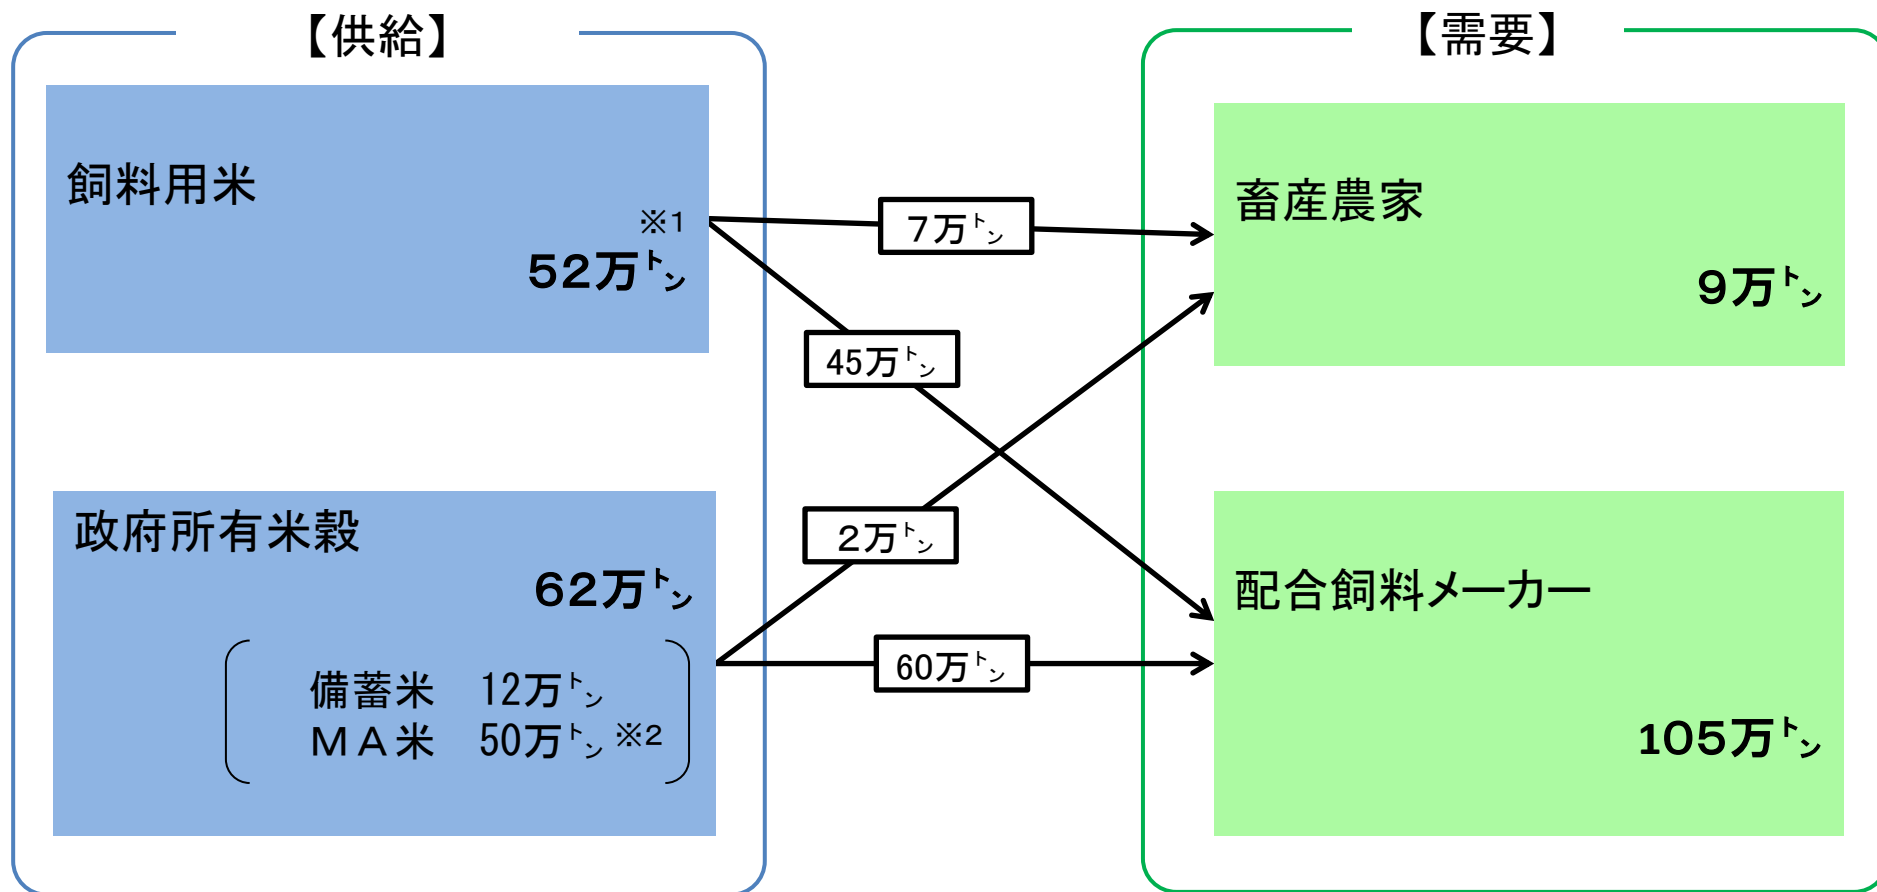 【供給】
飼料用米
※1
52万トン
政府所有米穀
62万トン
備蓄米 12万トン
MA米 50万トン ※2
7万トン
45万トン
2万トン
60万トン
【需要】
畜産農家
9万トン
配合飼料メーカー
105万トン